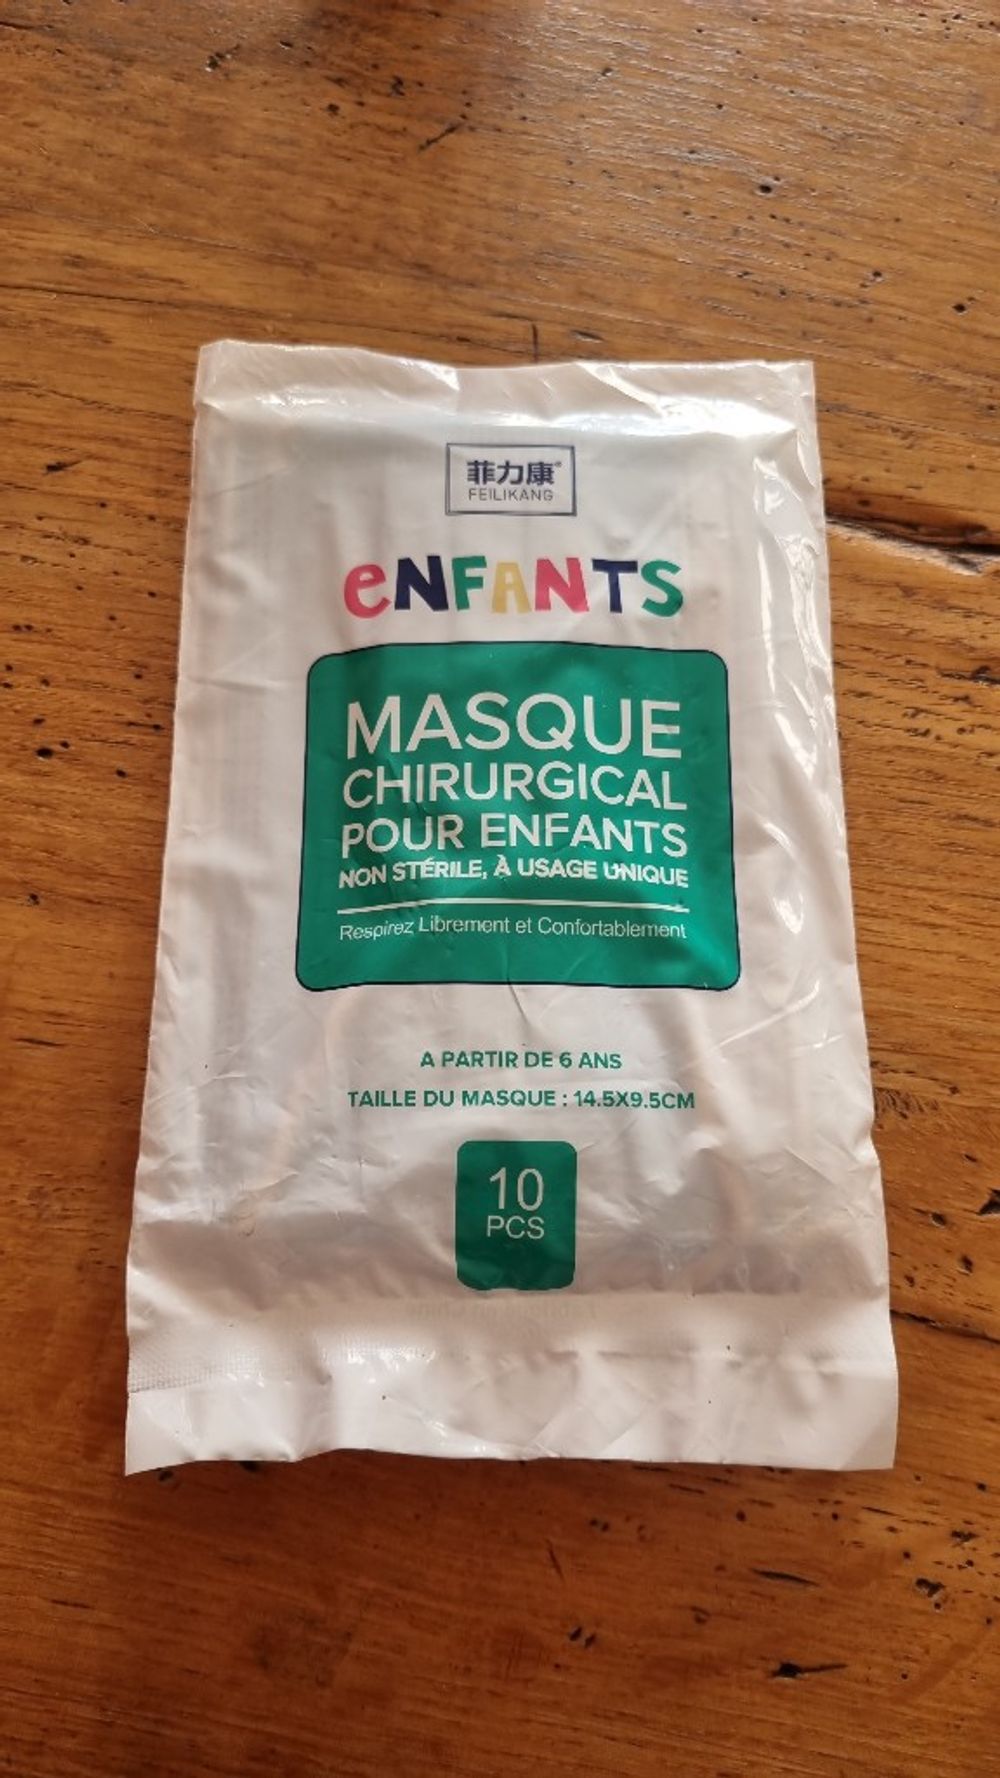 菲力康®
FEILIKANG
eNFANTS
MASQUE
CHIRURGICAL
POUR ENFANTS
NON STÉRILE, À USAGE UNIQUE
Respirez Librement et Confortablement
A PARTIR DE 6 ANS
TAILLE DU MASQUE : 14.5X9.5CM
10
PCS